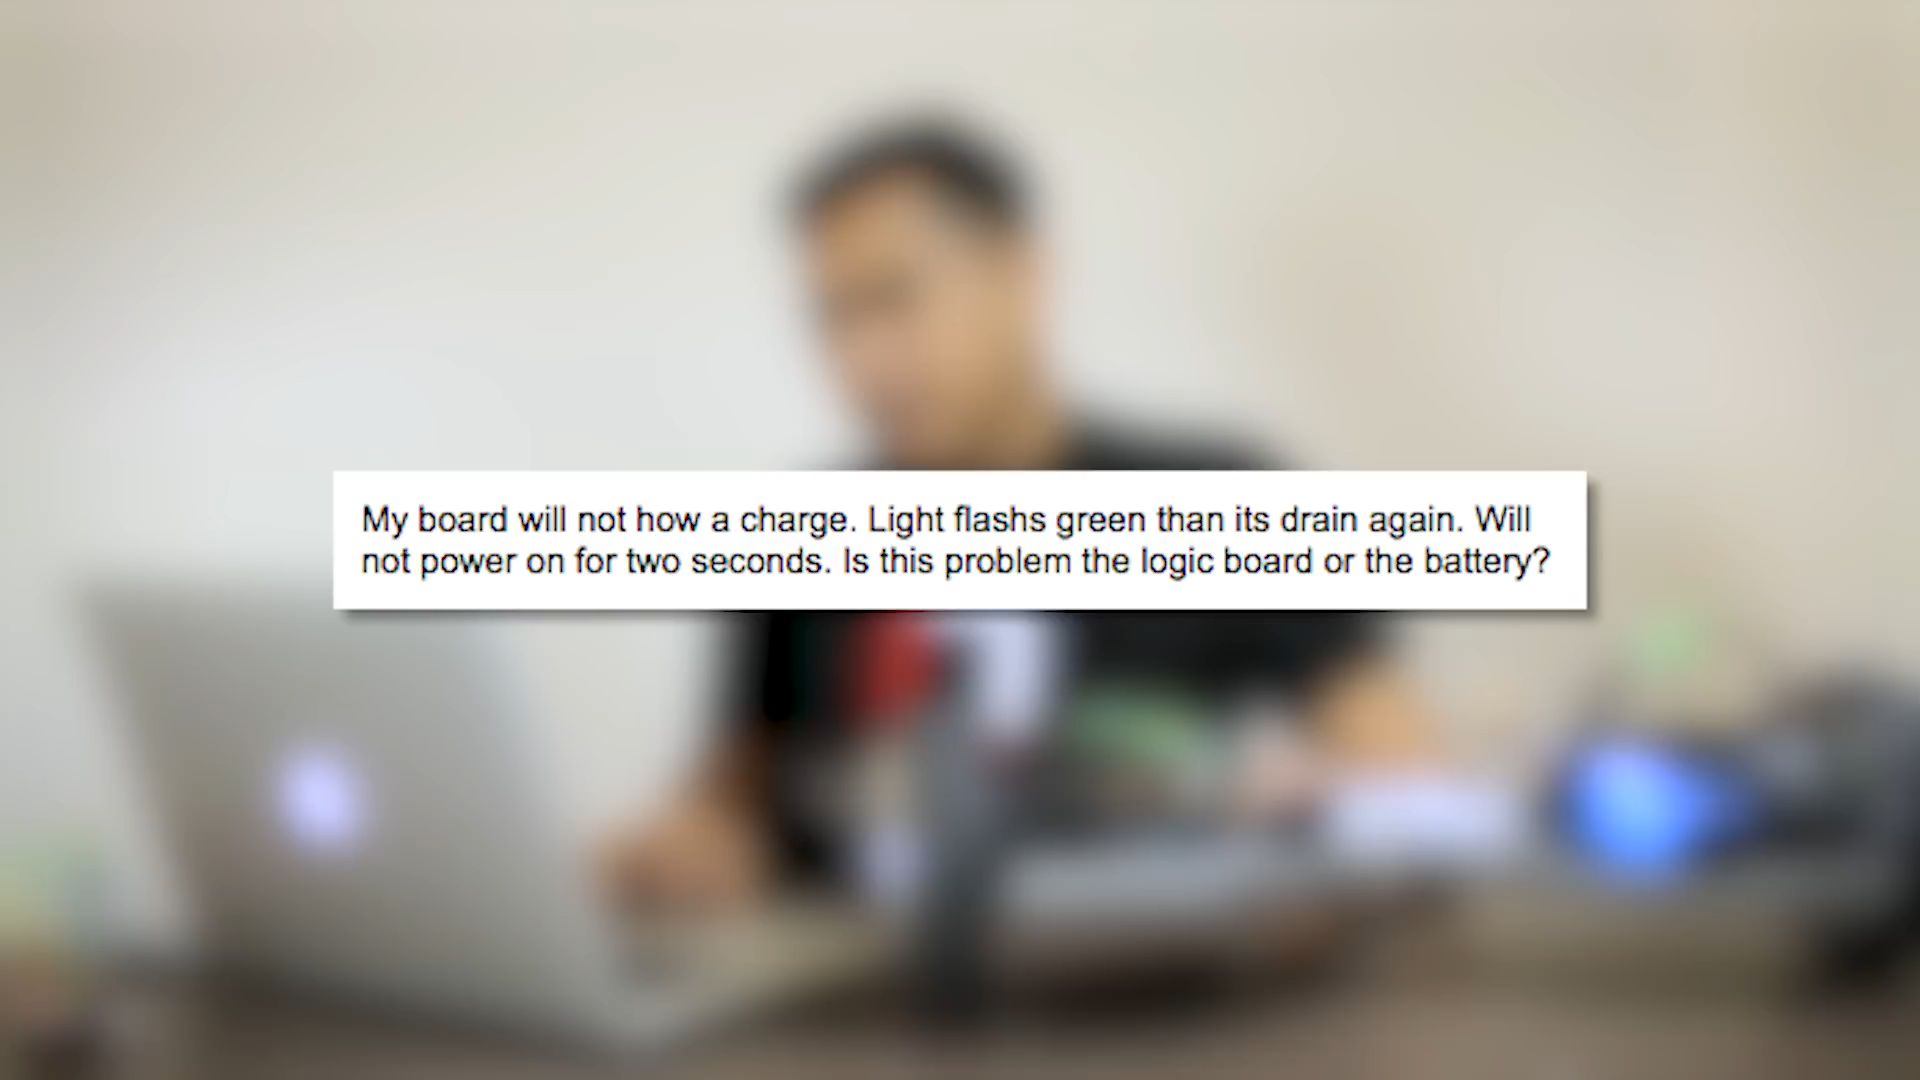 My board will not how a charge. Light flashs green than its drain again. Will
not power on for two seconds. Is this problem the logic board or the battery?